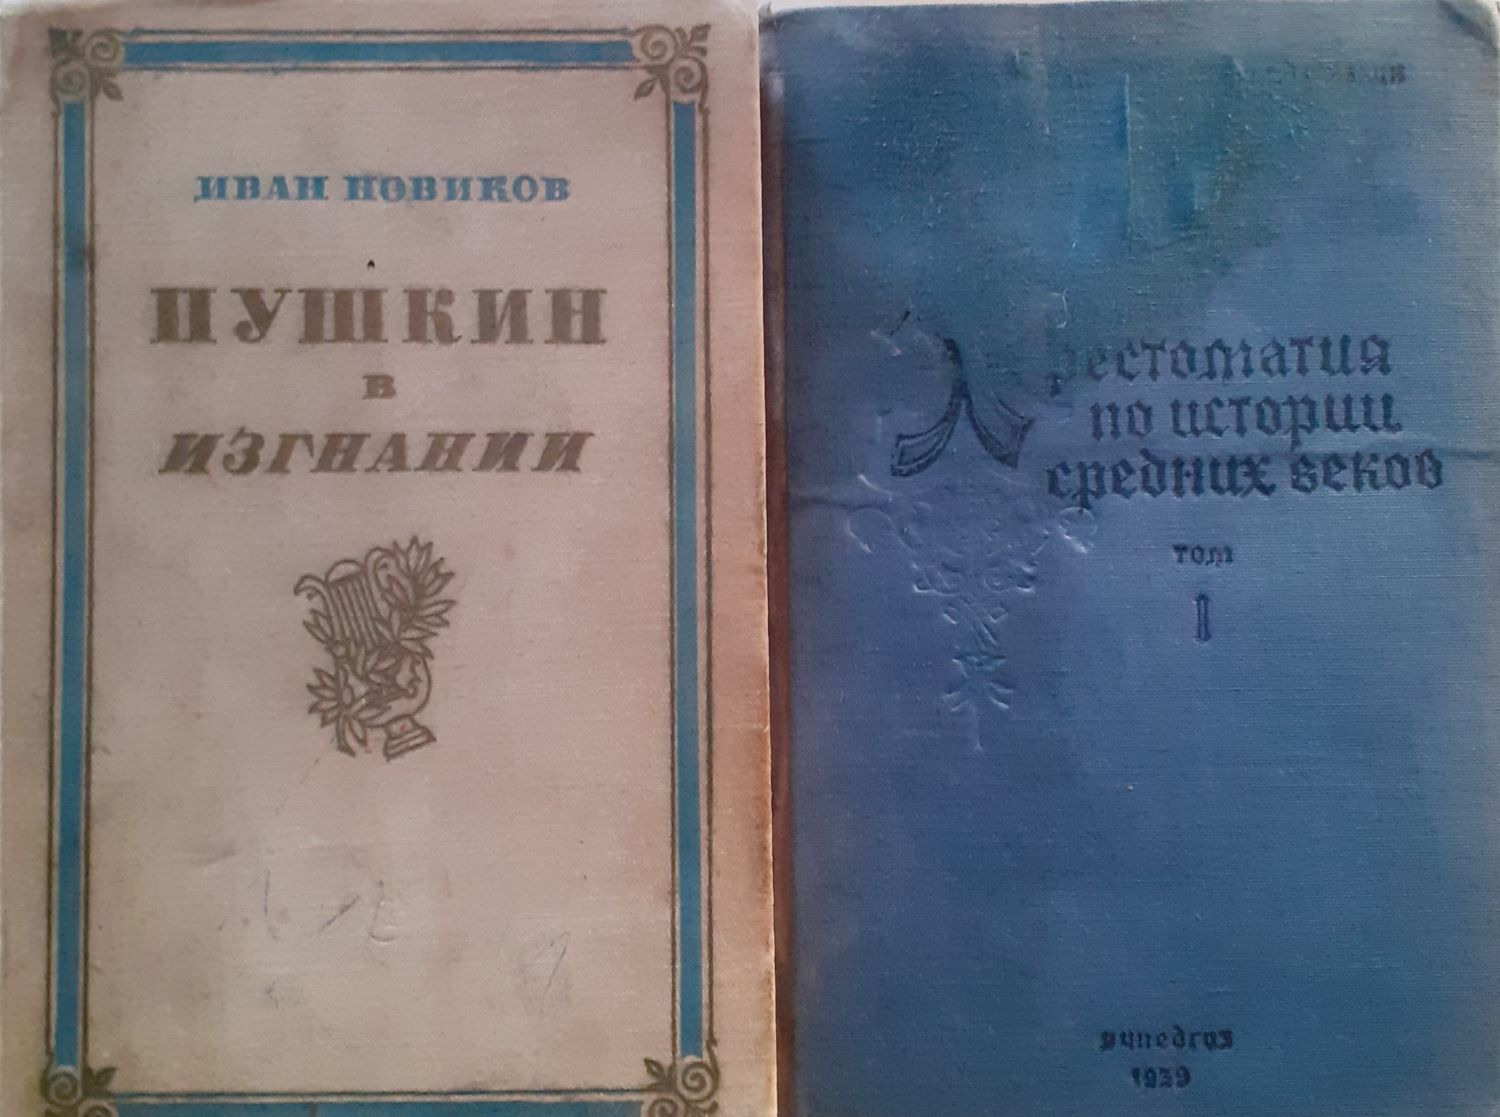 ИВАН НОВИКОВ
ПУШКИН
В
ИЗГНАНИИ
Хрестоматия
по истории
средних веков
том
I
учпедгиз
1939